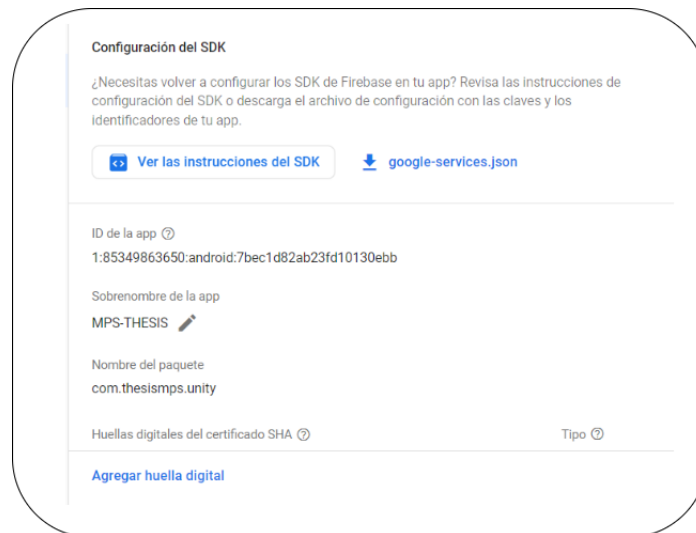 Configuración del SDK
¿Necesitas volver a configurar los SDK de Firebase en tu app? Revisa las instrucciones de
configuración del SDK o descarga el archivo de configuración con las claves y los
identificadores de tu app.
Ver las instrucciones del SDK google-services.json
ID de la app
1:85349863650:android:7bec1d82ab23fd10130ebb
Sobrenombre de la app
MPS-THESIS
Nombre del paquete
com.thesismps.unity
Huellas digitales del certificado SHA Tipo
Agregar huella digital